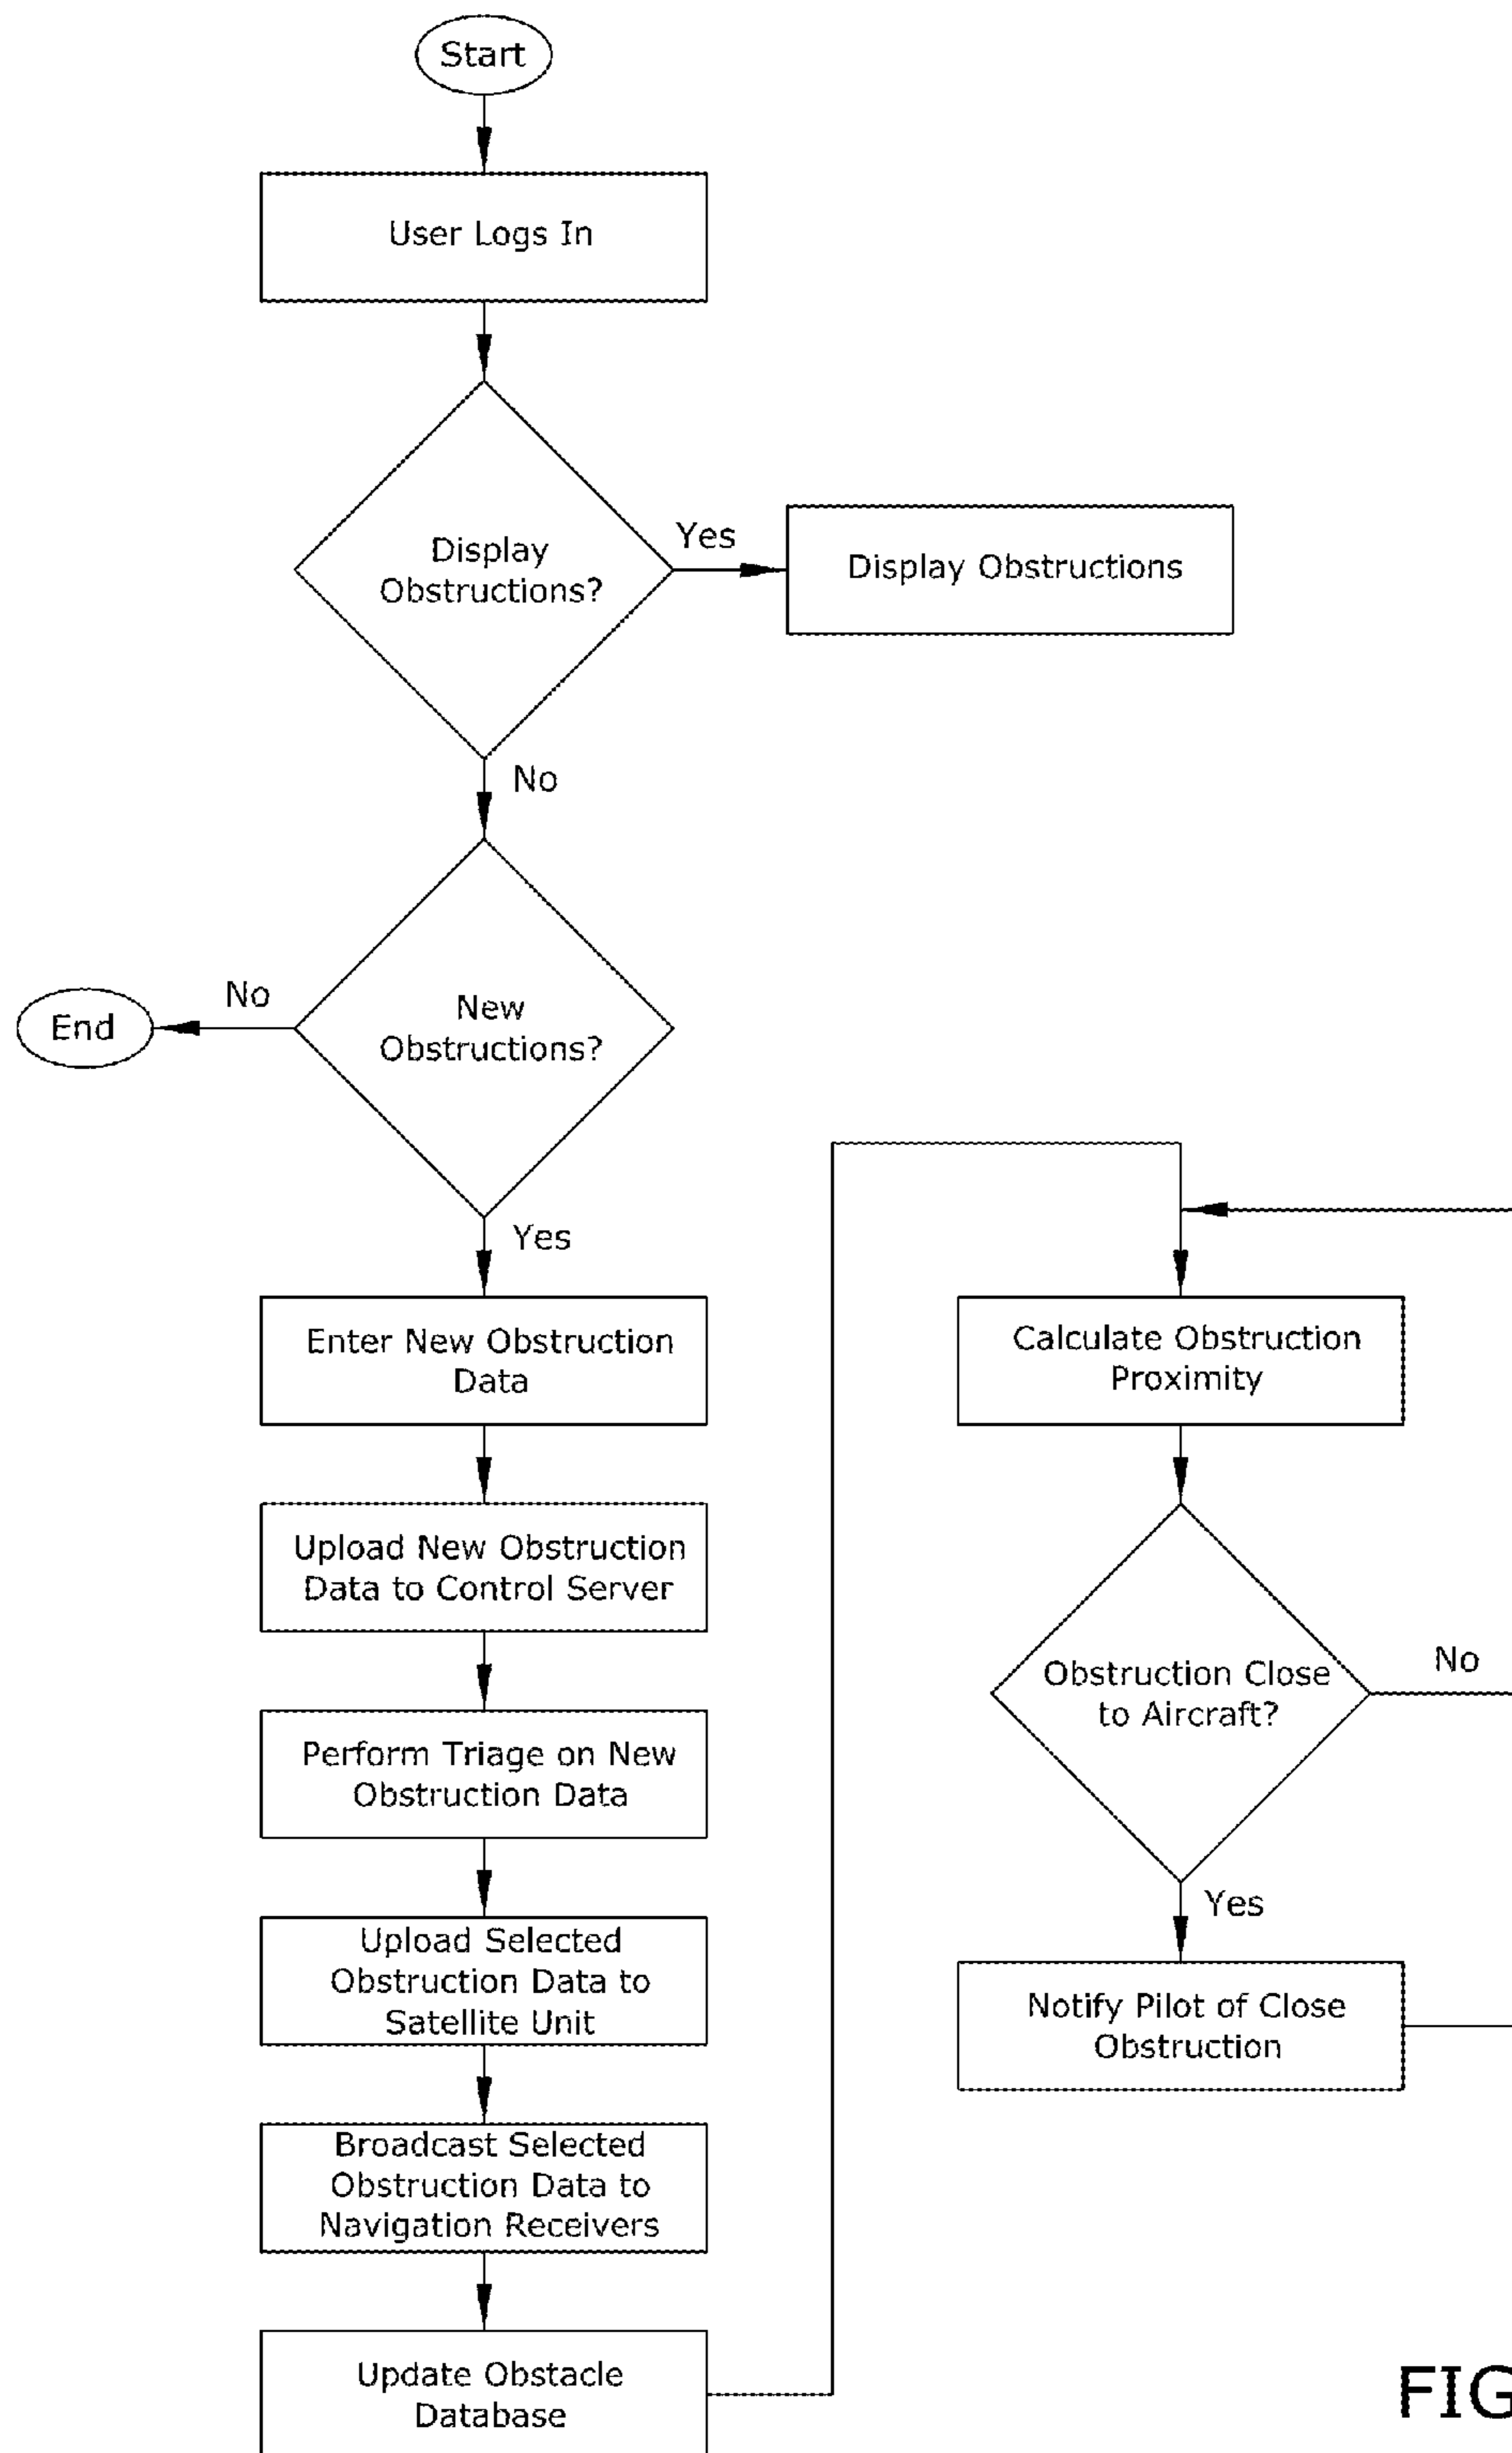 Start
User Logs In
Display
Obstructions?
Yes
Display Obstructions
No
New
Obstructions?
No
End
Yes
Enter New Obstruction
Data
Upload New Obstruction
Data to Control Server
Perform Triage on New
Obstruction Data
Upload Selected
Obstruction Data to
Satellite Unit
Broadcast Selected
Obstruction Data to
Navigation Receivers
Update Obstacle
Database
Calculate Obstruction
Proximity
Obstruction Close
to Aircraft?
No
Yes
Notify Pilot of Close
Obstruction
FIG